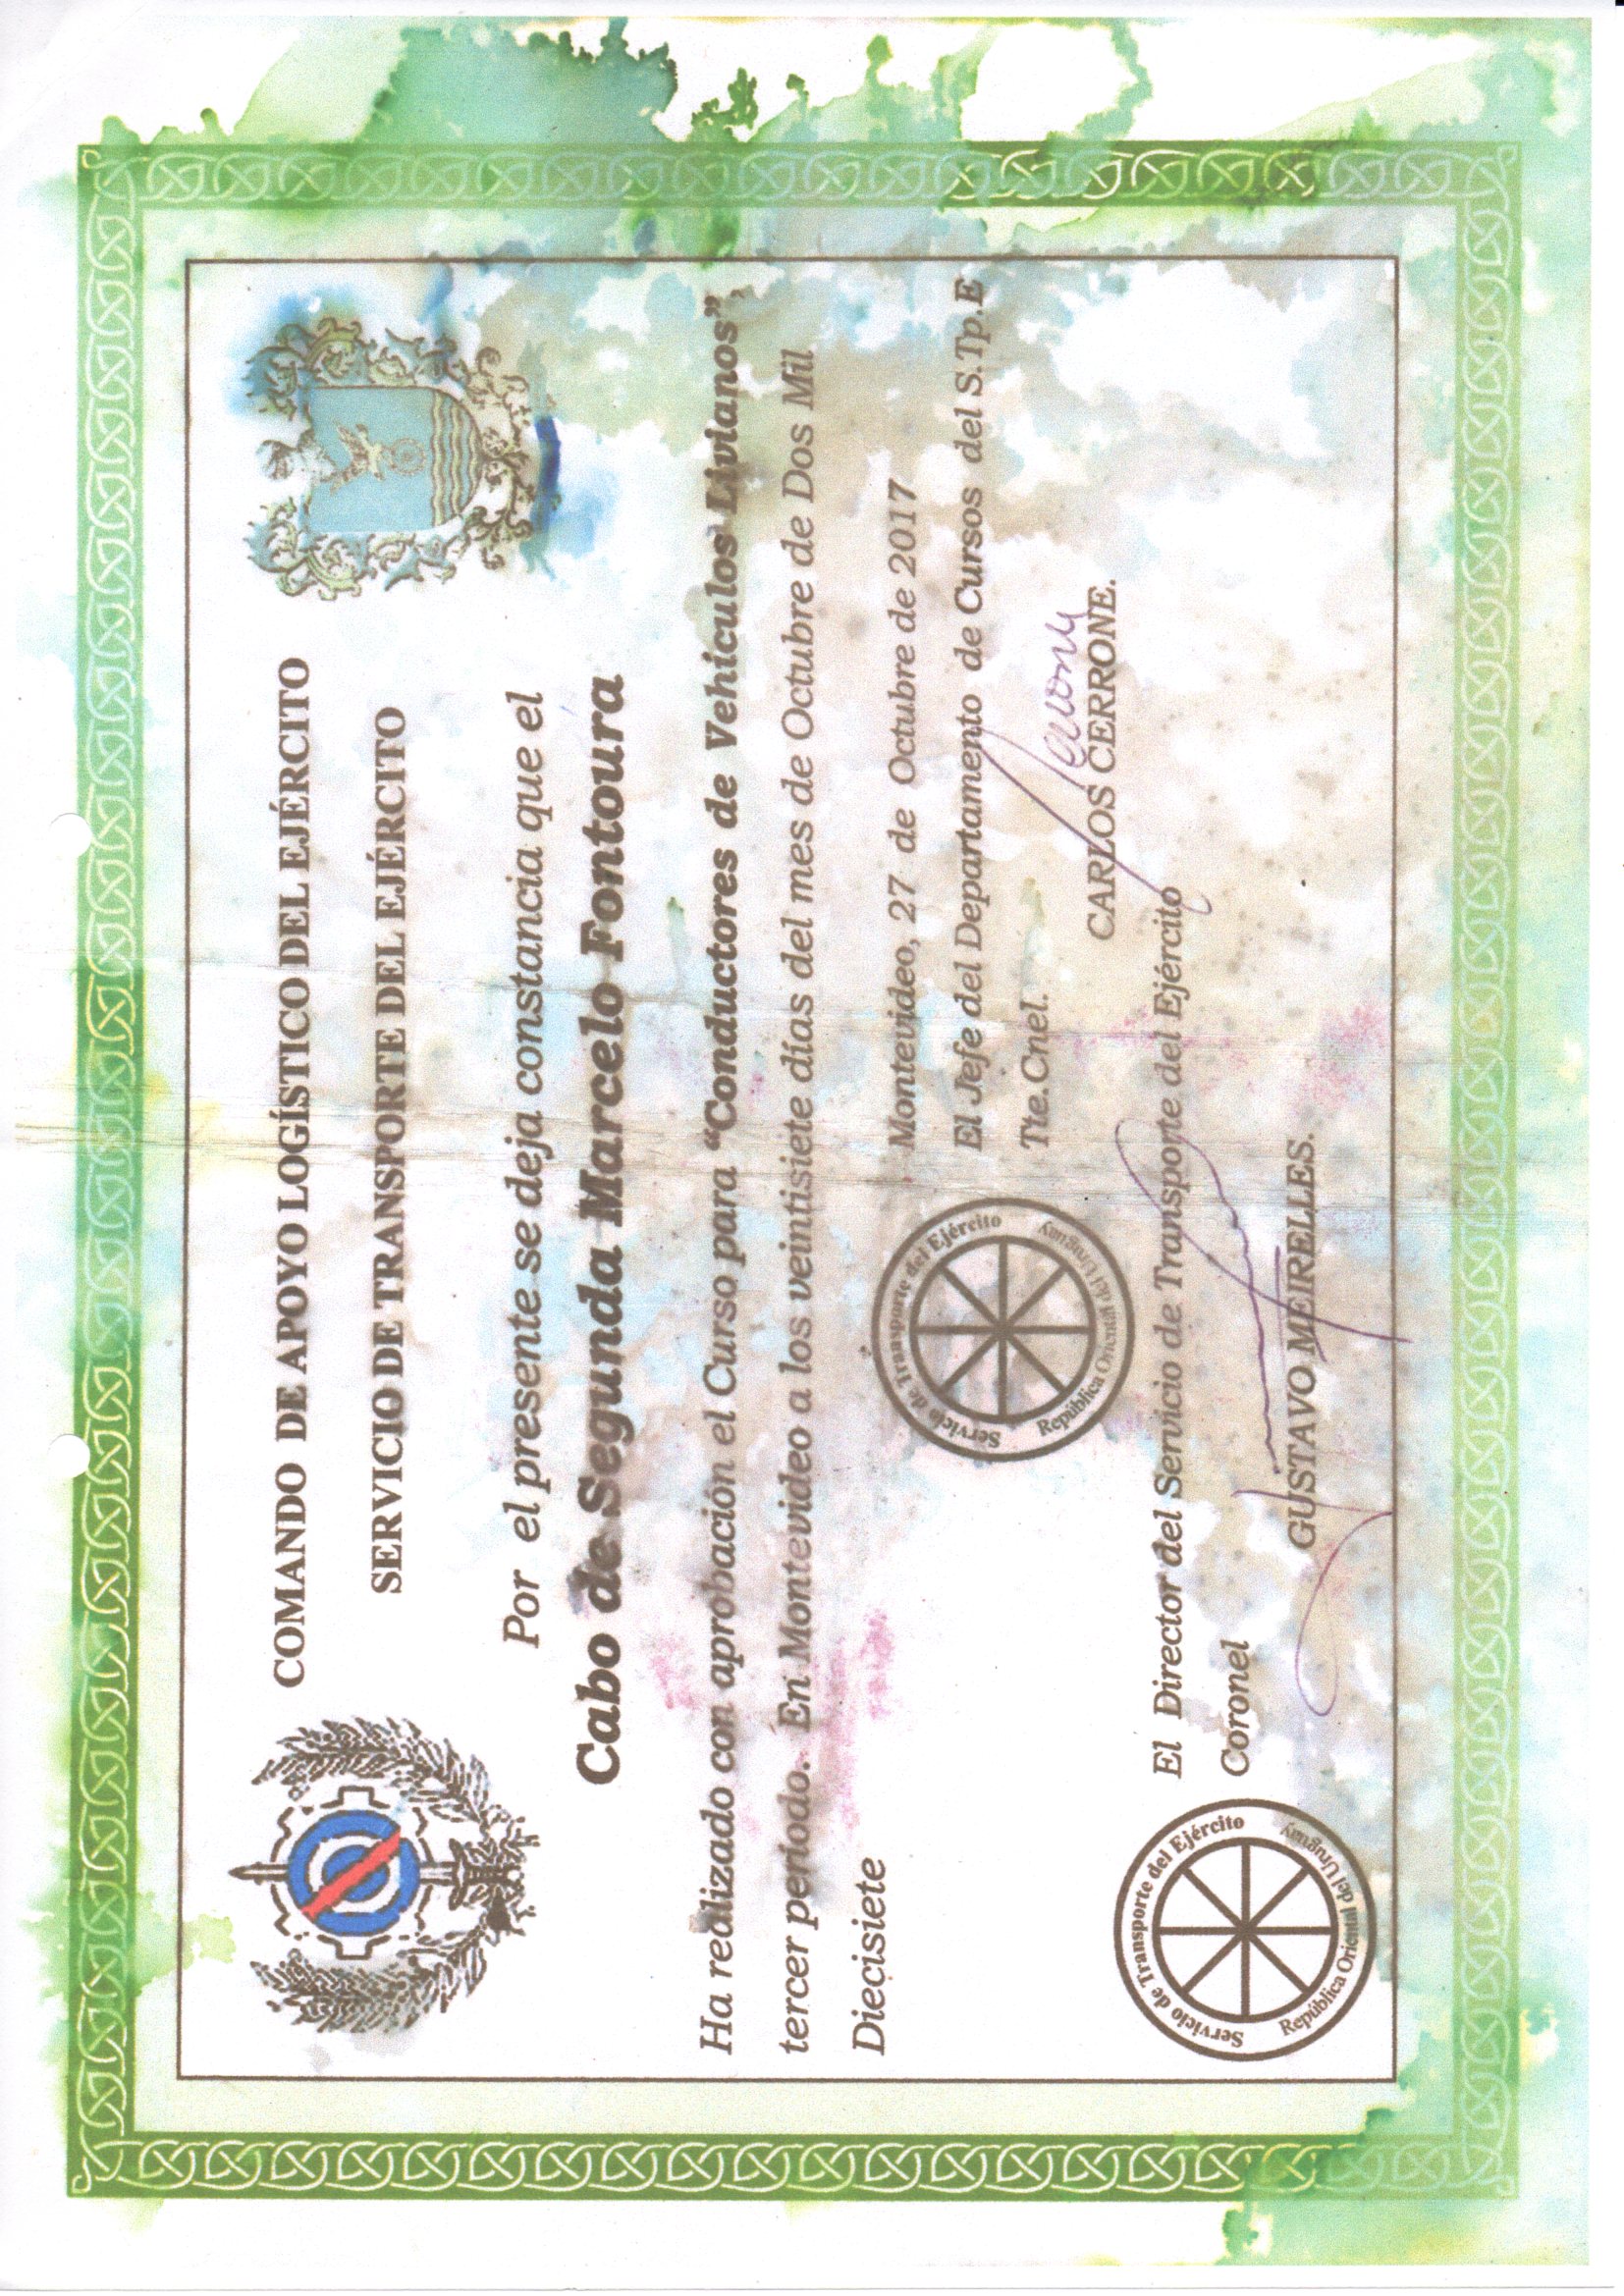 COMANDO DE APOYO LOGÍSTICO DEL EJÉRCITO
SERVICIO DE TRANSPORTE DEL EJÉRCITO
Por el presente se deja constancia que el
Cabo de Segunda Marcelo Fontoura
Ha realizado con aprobación el Curso para “Conductores de Vehículos Livianos”,
tercer período. En Montevideo a los veintisiete días del mes de Octubre de Dos Mil
Diecisiete
Servicio de Transporte del Ejército
República Oriental del Uruguay
Montevideo, 27 de Octubre de 2017
El Jefe del Departamento de Cursos del S.Tp.E
Tte.Cnel.
Cerrone
CARLOS CERRONE.
Servicio de Transporte del Ejército
República Oriental del Uruguay
El Director del Servicio de Transporte del Ejército
Coronel
GUSTAVO MEIRELLES.